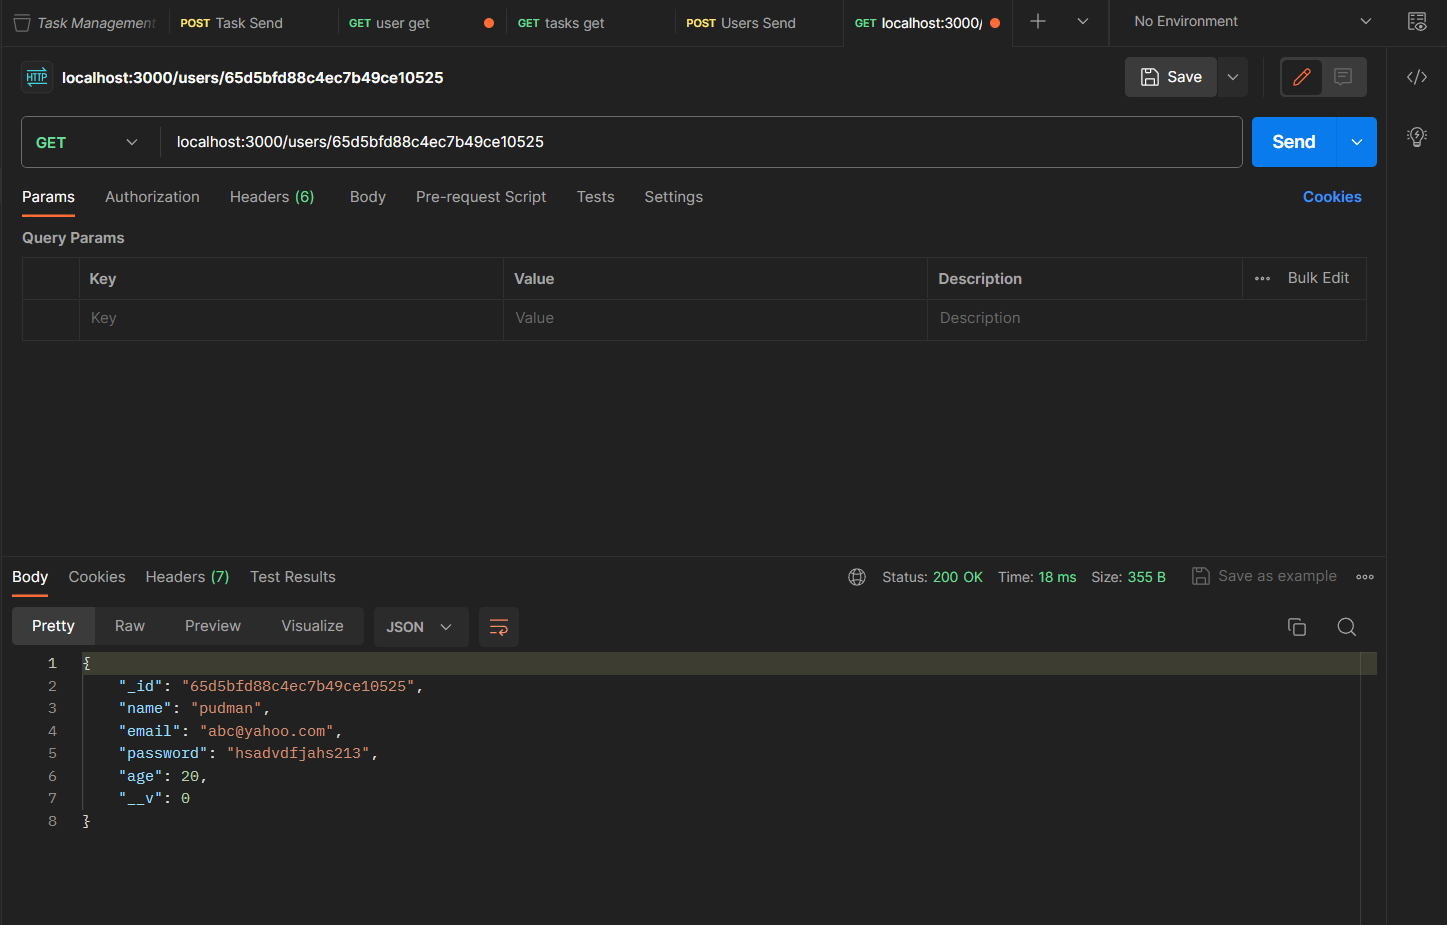 Task Management POST Task Send GET user get GET tasks get POST Users Send GET localhost:3000/ No Environment
HTTP localhost:3000/users/65d5bfd88c4ec7b49ce10525 Save
GET localhost:3000/users/65d5bfd88c4ec7b49ce10525 Send
Params Authorization Headers (6) Body Pre-request Script Tests Settings Cookies
Query Params
Key Value Description Bulk Edit
Key Value Description
Body Cookies Headers (7) Test Results Status: 200 OK Time: 18 ms Size: 355 B Save as example
Pretty Raw Preview Visualize JSON
1 {
2 "_id": "65d5bfd88c4ec7b49ce10525",
3 "name": "pudman",
4 "email": "abc@yahoo.com",
5 "password": "hsadvdfjahs213",
6 "age": 20,
7 "__v": 0
8 }